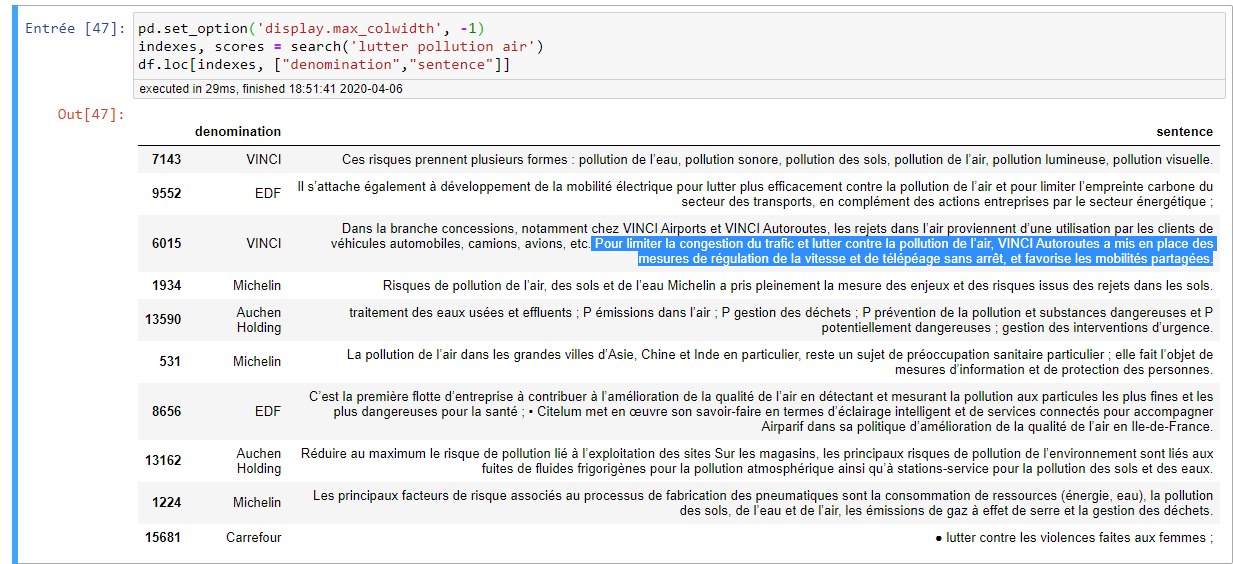 Entrée [47]: pd.set_option('display.max_colwidth', -1)
indexes, scores = search('lutter pollution air')
df.loc[indexes, ["denomination","sentence"]]
executed in 29ms, finished 18:51:41 2020-04-06
Out[47]:
denomination sentence
7143 VINCI Ces risques prennent plusieurs formes : pollution de l’eau, pollution sonore, pollution des sols, pollution de l’air, pollution lumineuse, pollution visuelle.
9552 EDF Il s’attache également à développement de la mobilité électrique pour lutter plus efficacement contre la pollution de l’air et pour limiter l’empreinte carbone du
secteur des transports, en complément des actions entreprises par le secteur énergétique ;
Dans la branche concessions, notamment chez VINCI Airports et VINCI Autoroutes, les rejets dans l’air proviennent d’une utilisation par les clients de
6015 VINCI véhicules automobiles, camions, avions, etc. Pour limiter la congestion du trafic et lutter contre la pollution de l’air, VINCI Autoroutes a mis en place des
mesures de régulation de la vitesse et de télépéage sans arrêt, et favorise les mobilités partagées.
1934 Michelin Risques de pollution de l’air, des sols et de l’eau Michelin a pris pleinement la mesure des enjeux et des risques issus des rejets dans les sols.
13590 Auchen traitement des eaux usées et effluents ; P émissions dans l’air ; P gestion des déchets ; P prévention de la pollution et substances dangereuses et P
Holding potentiellement dangereuses ; gestion des interventions d’urgence.
531 Michelin La pollution de l’air dans les grandes villes d’Asie, Chine et Inde en particulier, reste un sujet de préoccupation sanitaire particulier ; elle fait l’objet de
mesures d’information et de protection des personnes.
C’est la première flotte d’entreprise à contribuer à l’amélioration de la qualité de l’air en détectant et mesurant la pollution aux particules les plus fines et les
8656 EDF plus dangereuses pour la santé ; • Citelum met en œuvre son savoir-faire en termes d’éclairage intelligent et de services connectés pour accompagner
Airparif dans sa politique d’amélioration de la qualité de l’air en Ile-de-France.
13162 Auchen Réduire au maximum le risque de pollution lié à l’exploitation des sites Sur les magasins, les principaux risques de pollution de l’environnement sont liés aux
Holding fuites de fluides frigorigènes pour la pollution atmosphérique ainsi qu’à stations-service pour la pollution des sols et des eaux.
1224 Michelin Les principaux facteurs de risque associés au processus de fabrication des pneumatiques sont la consommation de ressources (énergie, eau), la pollution
des sols, de l’eau et de l’air, les émissions de gaz à effet de serre et la gestion des déchets.
15681 Carrefour ● lutter contre les violences faites aux femmes ;